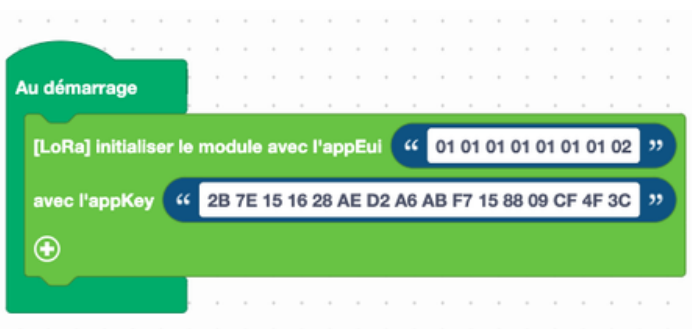 Au démarrage
[LoRa] initialiser le module avec l'appEui “ 01 01 01 01 01 01 01 02 ”
avec l'appKey “ 2B 7E 15 16 28 AE D2 A6 AB F7 15 88 09 CF 4F 3C ”